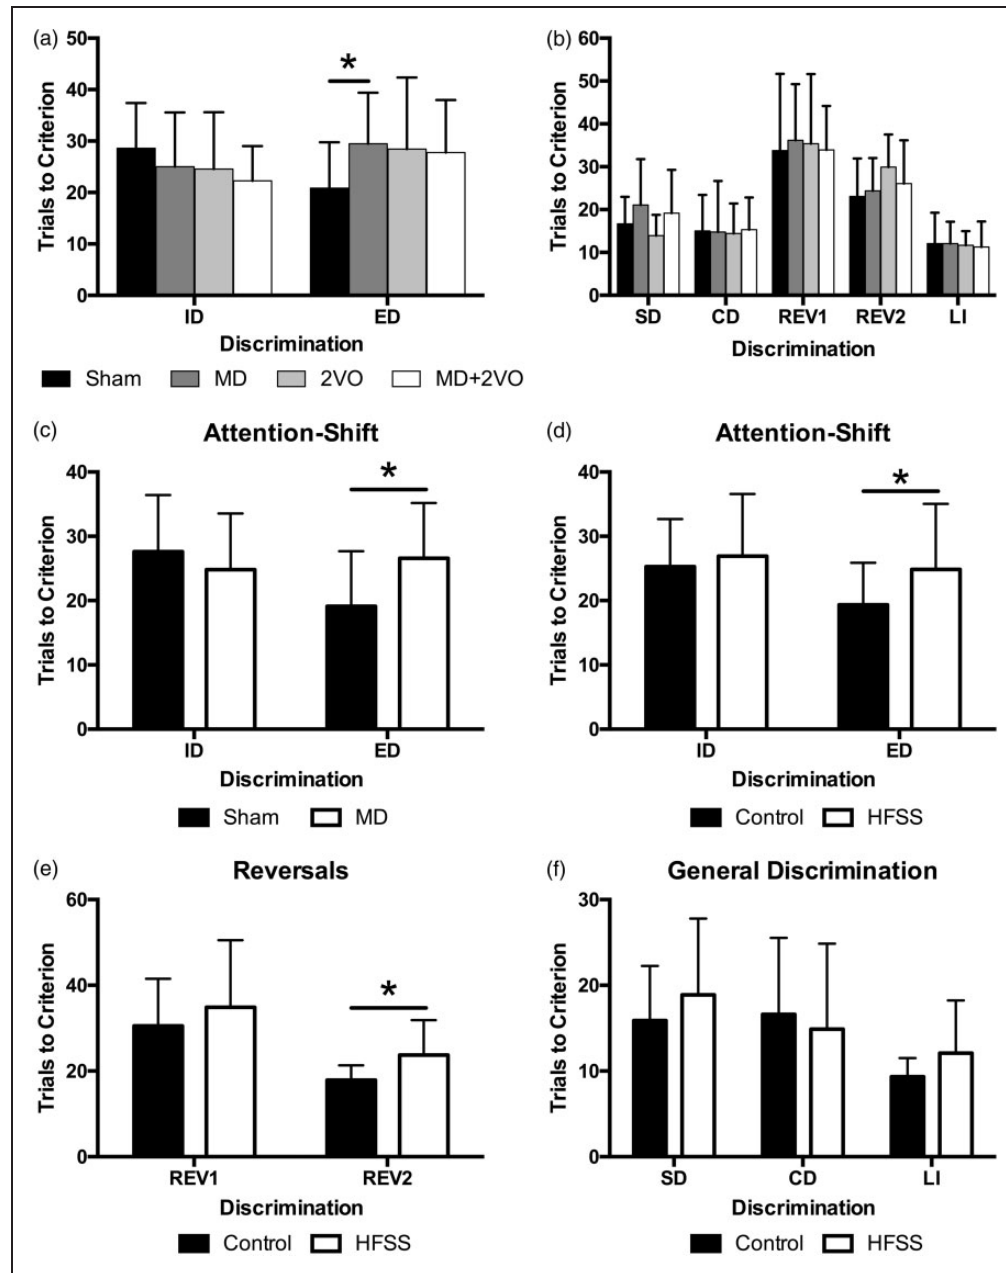 (a)
50
40
30
20
10
0
Trials to Criterion
*
ID ED
Discrimination
Sham MD 2VO MD+2VO
(b)
60
50
40
30
20
10
0
Trials to Criterion
SD CD REV1 REV2 LI
Discrimination
(c) Attention-Shift
40
30
20
10
0
Trials to Criterion
*
ID ED
Discrimination
Sham MD
(d) Attention-Shift
40
30
20
10
0
Trials to Criterion
*
ID ED
Discrimination
Control HFSS
(e) Reversals
60
40
20
0
Trials to Criterion
*
REV1 REV2
Discrimination
Control HFSS
(f) General Discrimination
30
20
10
0
Trials to Criterion
SD CD LI
Discrimination
Control HFSS